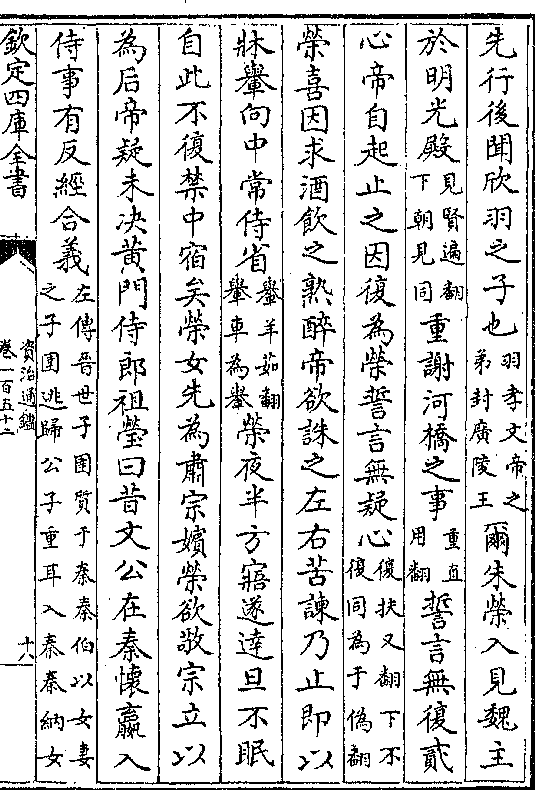 先行後聞欣羽之子也羽孝文帝之弟封廣陵王爾朱榮入見魏主
於明光殿見賢遍翻下朝見同重謝河橋之事重直用翻誓言無復貳
心帝自起止之因復為榮誓言無疑心復扶又翻下不復同為于偽翻
榮喜因求酒飲之熟醉帝欲誅之左右苦諫乃止即以
牀轝向中常侍省轝羊茹翻轝車為轝榮夜半方寤遂達旦不眠
自此不復禁中宿矣榮女先為肅宗嬪榮欲敬宗立以
為后帝疑未決黃門侍郎祖瑩曰昔文公在秦懷嬴入
侍事有反經合義左傳晉世子圉質于秦秦伯以女妻之子圉逃歸公子重耳入秦秦納女
欽定四庫全書
資治通鑑
卷一百五十二
十六